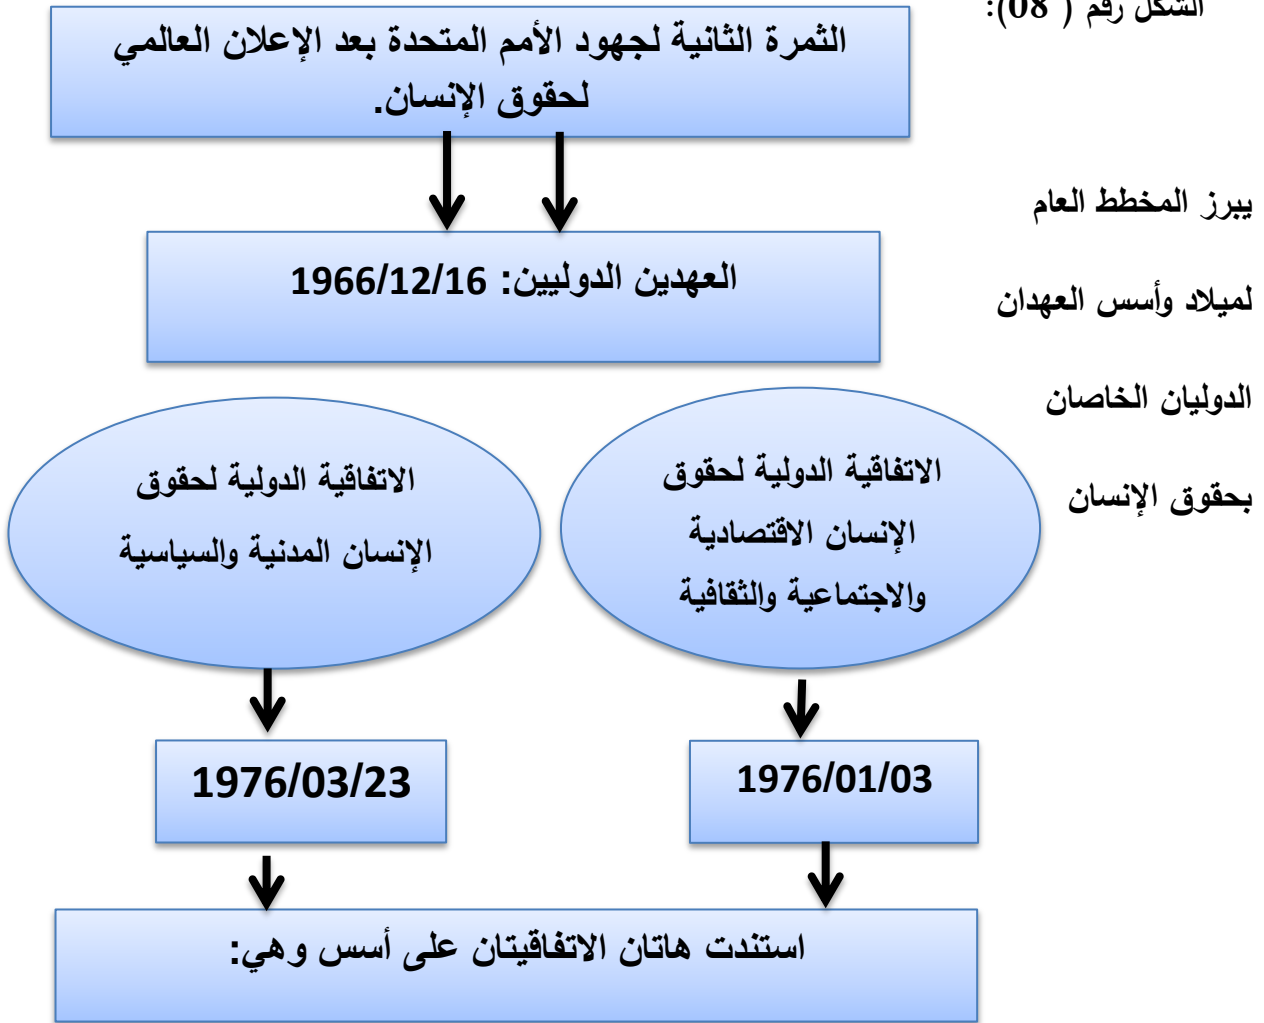 الشكل رقم ( 08):
الثمرة الثانية لجهود الأمم المتحدة بعد الإعلان العالمي
لحقوق الإنسان.
يبرز المخطط العام
لميلاد وأسس العهدان
الدوليان الخاصان
بحقوق الإنسان
العهدين الدوليين: 1966/12/16
الاتفاقية الدولية لحقوق
الإنسان الاقتصادية
والاجتماعية والثقافية
الاتفاقية الدولية لحقوق
الإنسان المدنية والسياسية
1976/01/03
1976/03/23
استندت هاتان الاتفاقيتان على أسس وهي: